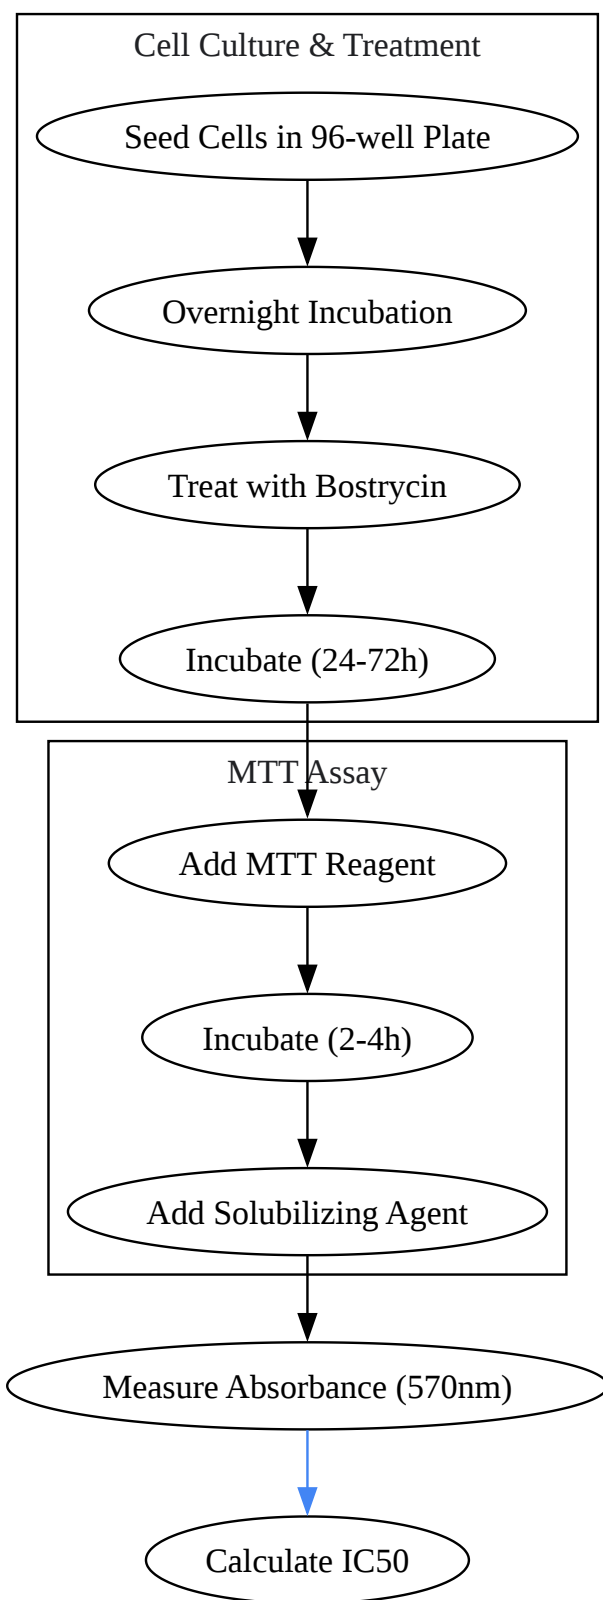 Cell Culture & Treatment
Seed Cells in 96-well Plate
Overnight Incubation
Treat with Bostrycin
Incubate (24-72h)
MTT Assay
Add MTT Reagent
Incubate (2-4h)
Add Solubilizing Agent
Measure Absorbance (570nm)
Calculate IC50